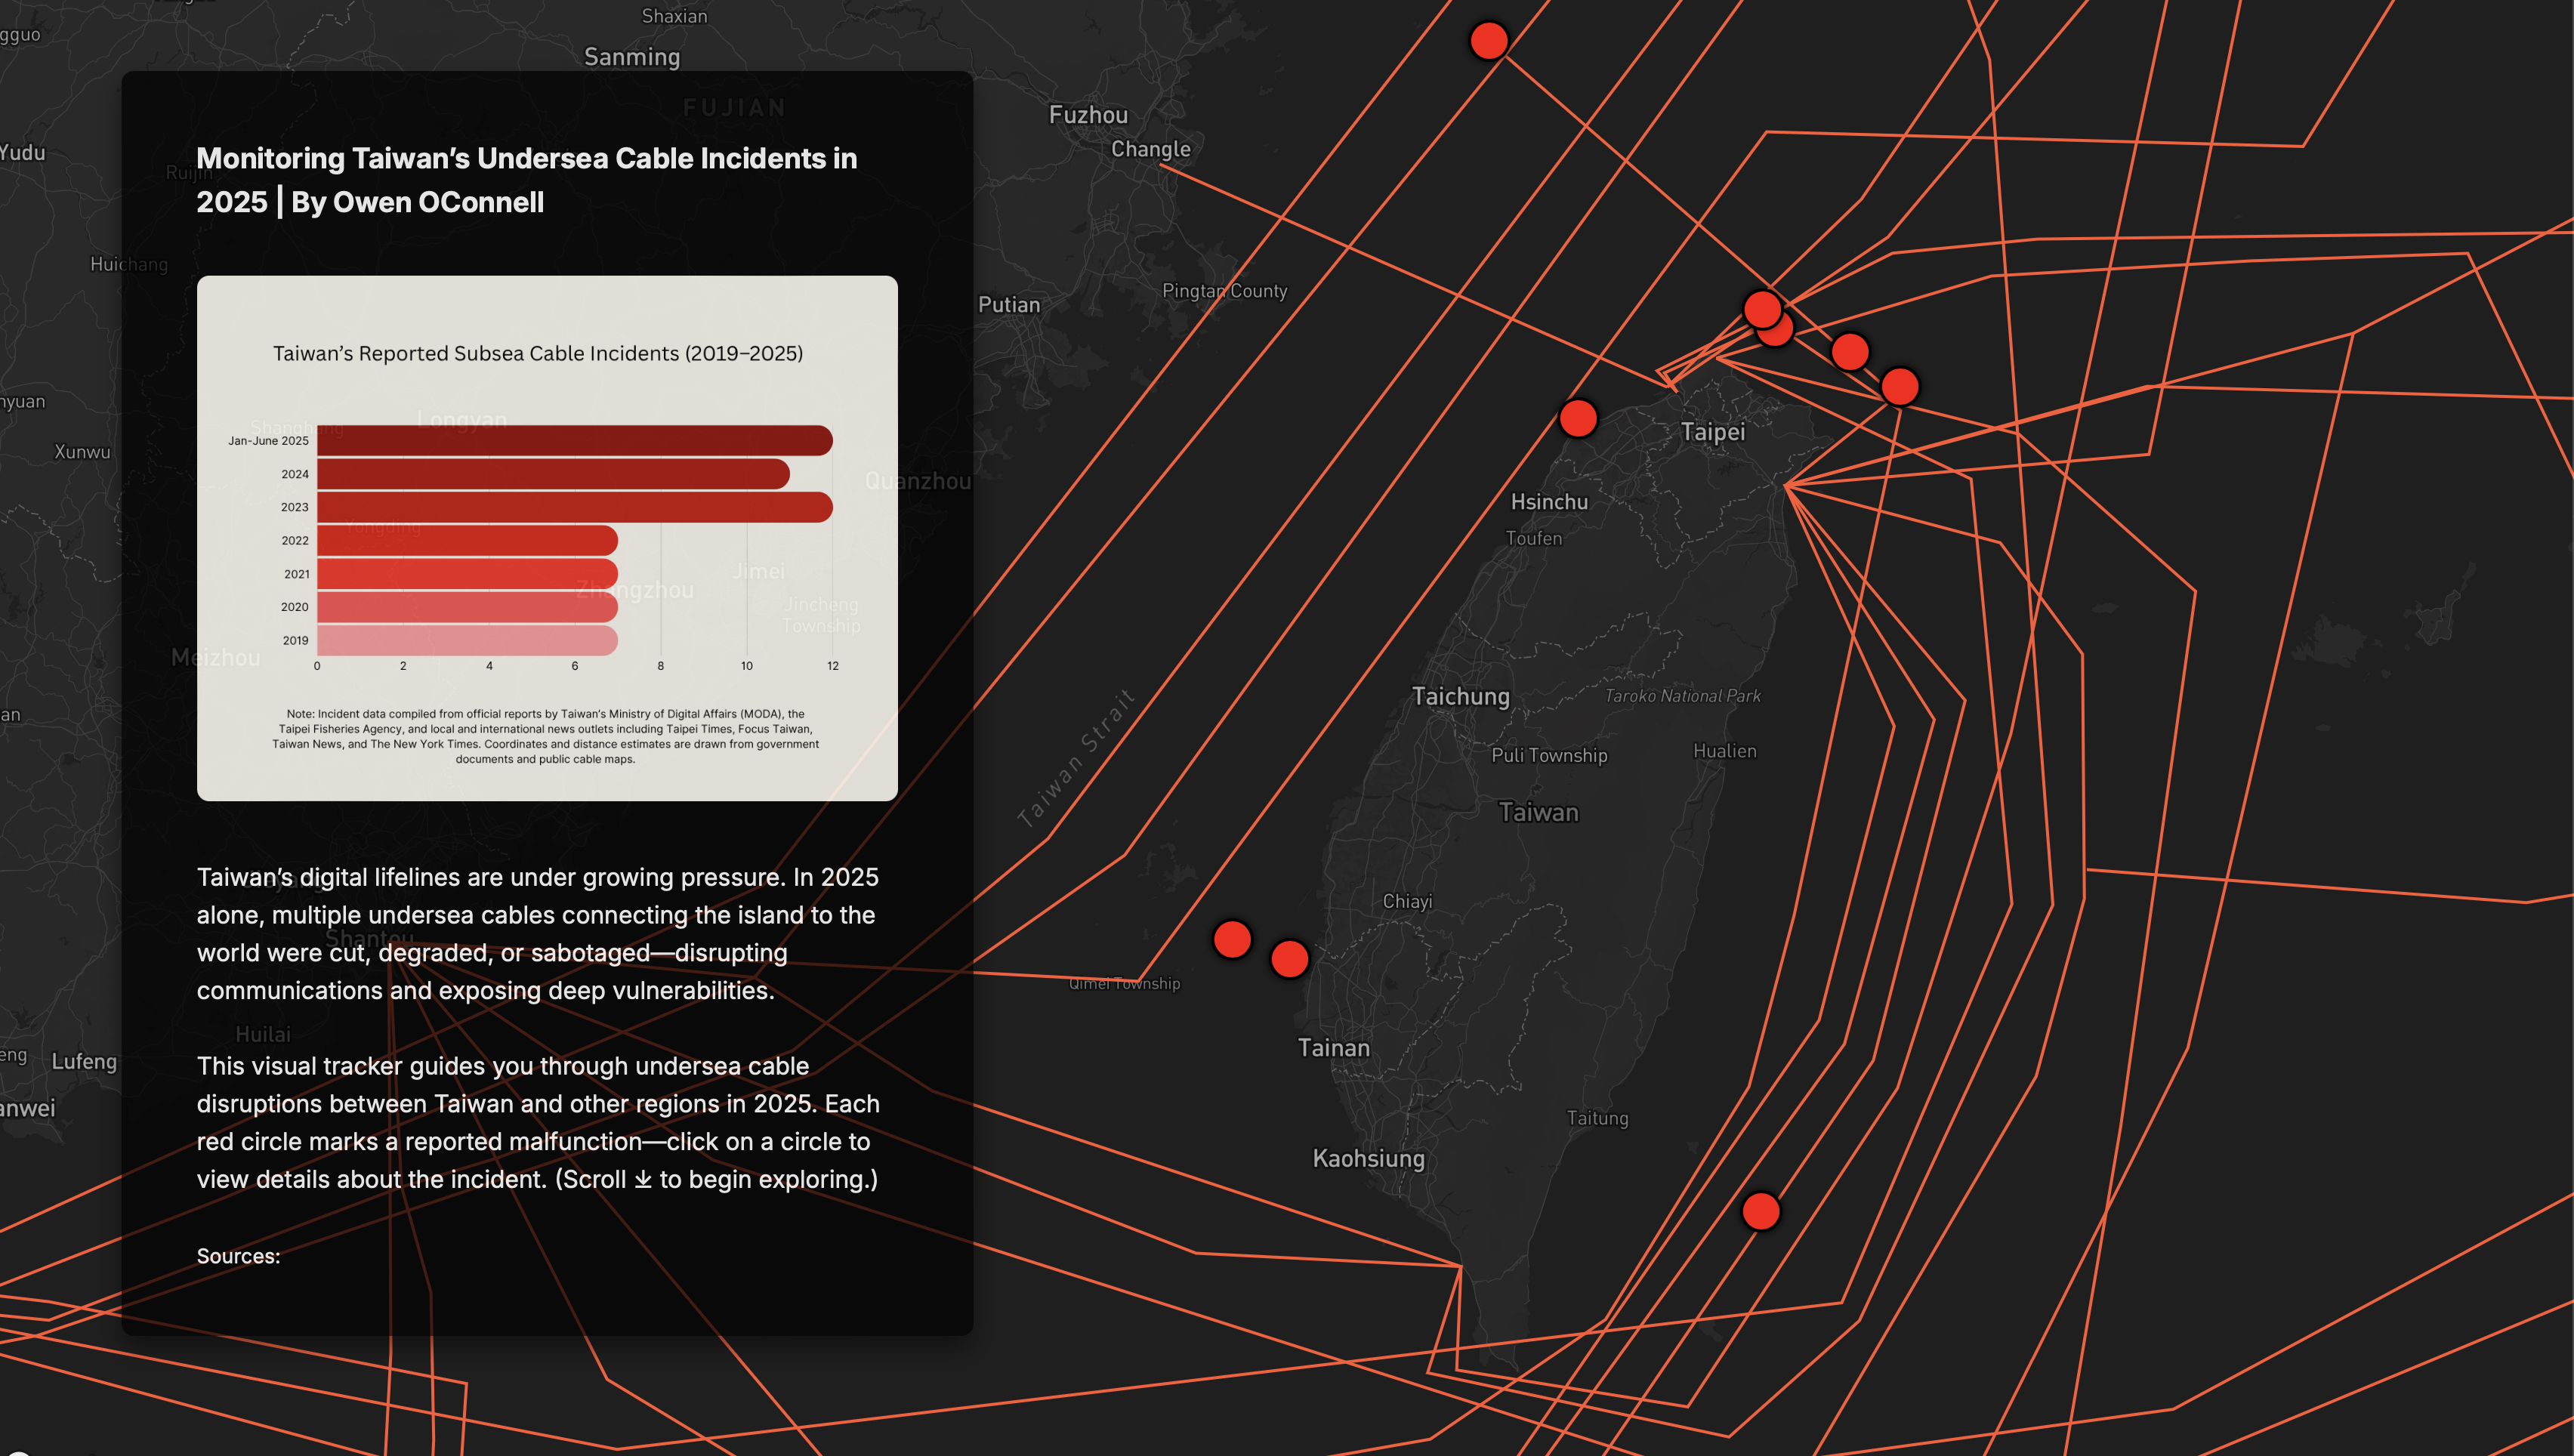 Shaxian
gguo
Sanming
FUJIAN
Fuzhou
Changle
Yudu
Ruijin
Monitoring Taiwan’s Undersea Cable Incidents in
2025 | By Owen OConnell
Huichang
Pingtan County
Putian
Taiwan’s Reported Subsea Cable Incidents (2019–2025)
nyuan
Longyan
Shanghang
Jan-June 2025
Xunwu
2024
Quanzhou
2023
Yongding
2022
2021
Jimei
Zhangzhou
2020
Jincheng
Township
2019
Meizhou
0 2 4 6 8 10 12
an
Note: Incident data compiled from official reports by Taiwan’s Ministry of Digital Affairs (MODA), the
Taipei Fisheries Agency, and local and international news outlets including Taipei Times, Focus Taiwan,
Taiwan News, and The New York Times. Coordinates and distance estimates are drawn from government
documents and public cable maps.
Taiwan’s digital lifelines are under growing pressure. In 2025
alone, multiple undersea cables connecting the island to the
world were cut, degraded, or sabotaged—disrupting
communications and exposing deep vulnerabilities.
Shantou
Huilai
eng
Lufeng
anwei
This visual tracker guides you through undersea cable
disruptions between Taiwan and other regions in 2025. Each
red circle marks a reported malfunction—click on a circle to
view details about the incident. (Scroll ↓ to begin exploring.)
Sources:
Taipei
Hsinchu
Toufen
Taichung
Taroko National Park
Taiwan Strait
Puli Township
Hualien
Taiwan
Chiayi
Qimei Township
Tainan
Taitung
Kaohsiung